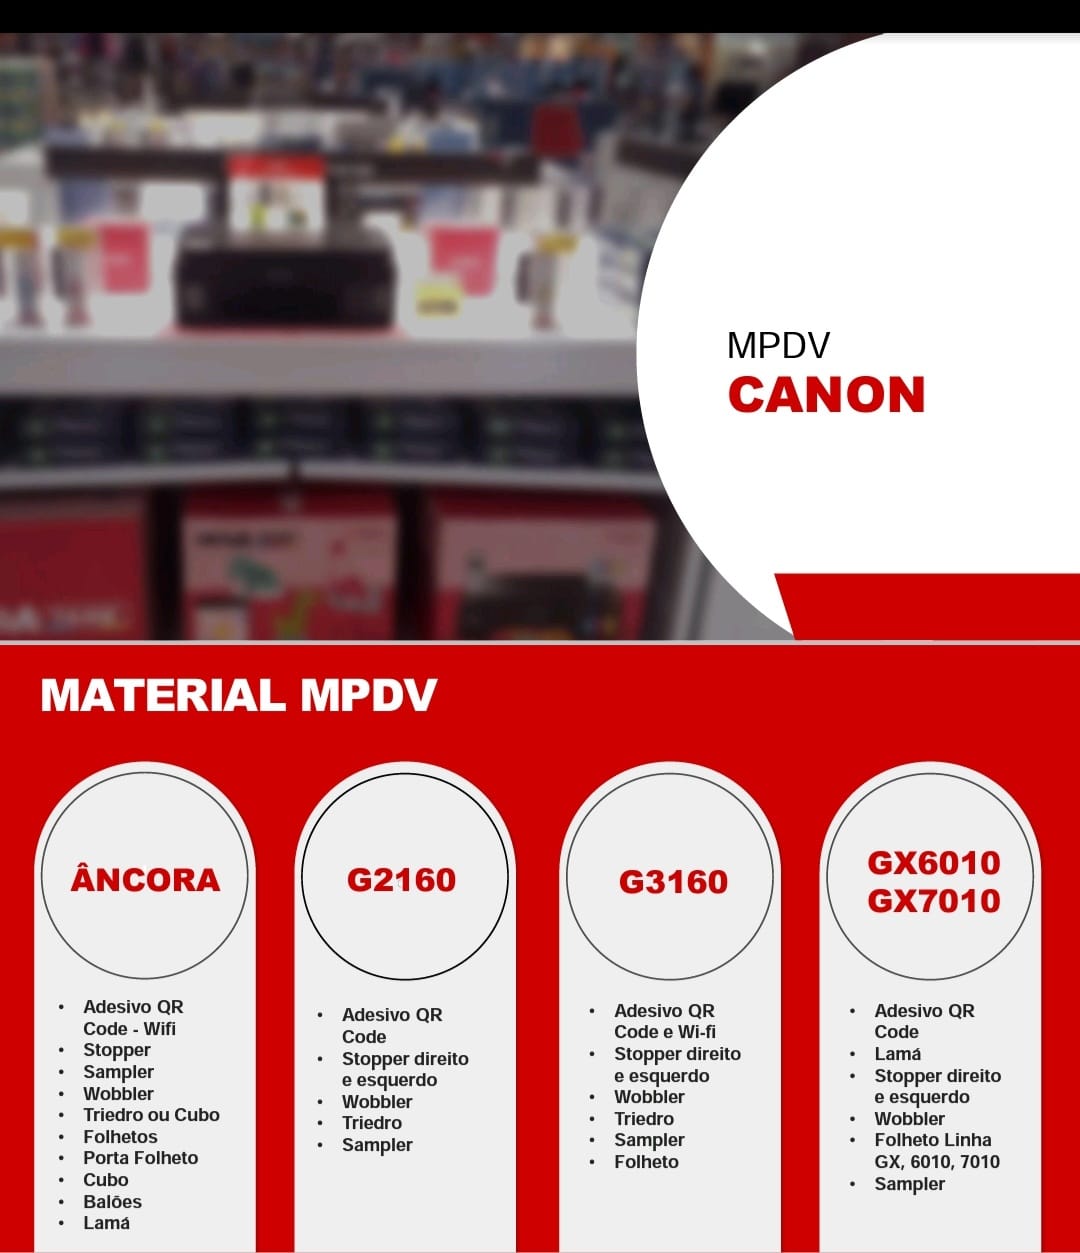 MPDV
CANON
MATERIAL MPDV
ÂNCORA
• Adesivo QR
Code - Wifi
• Stopper
• Sampler
• Wobbler
• Triedro ou Cubo
• Folhetos
• Porta Folheto
• Cubo
• Balões
• Lamá
G2160
• Adesivo QR
Code
• Stopper direito
e esquerdo
• Wobbler
• Triedro
• Sampler
G3160
• Adesivo QR
Code e Wi-fi
• Stopper direito
e esquerdo
• Wobbler
• Triedro
• Sampler
• Folheto
GX6010
GX7010
• Adesivo QR
Code
• Lamá
• Stopper direito
e esquerdo
• Wobbler
• Folheto Linha
GX, 6010, 7010
• Sampler